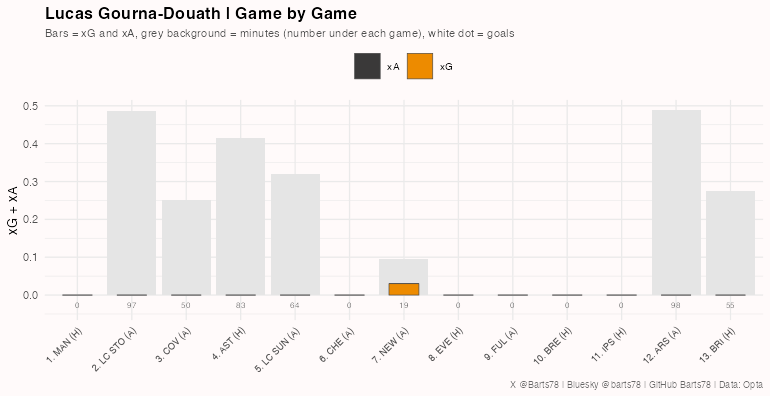 Lucas Gourna-Douath | Game by Game
Bars = xG and xA, grey background = minutes (number under each game), white dot = goals
xA xG
xG + xA
0.5
0.4
0.3
0.2
0.1
0.0
0 97 50 83 64 0 19 0 0 0 0 98 55
1. MAN (H)
2. LC STO (A)
3. COV (A)
4. AST (H)
5. LC SUN (A)
6. CHE (A)
7. NEW (A)
8. EVE (H)
9. FUL (A)
10. BRE (H)
11. IPS (H)
12. ARS (A)
13. BRI (H)
X @Barts78 | Bluesky @barts78 | GitHub Barts78 | Data: Opta